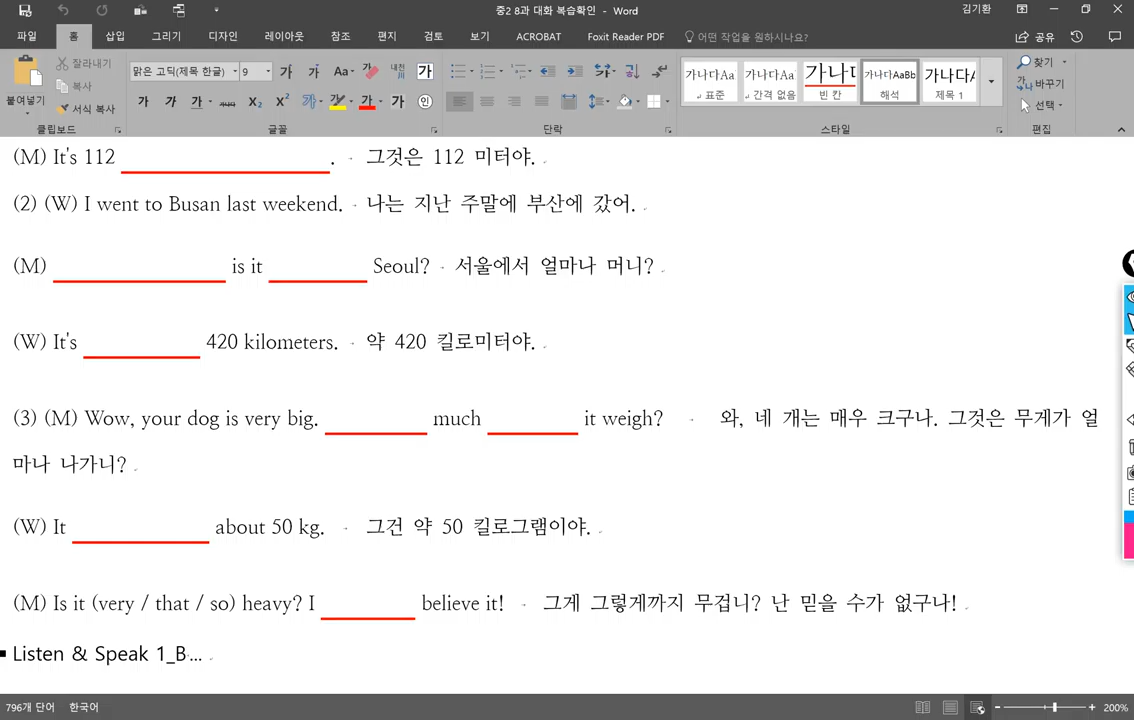 중2 8과 대화 복습확인 - Word 김기환
파일 홈 삽입 그리기 디자인 레이아웃 참조 편지 검토 보기 ACROBAT Foxit Reader PDF 어떤 작업을 원하시나요? 공유
붙여넣기 잘라내기 복사 서식 복사
맑은 고딕(제목 한글) 9
가나다Aa 가나다Aa 가나다 가나다AaBb 가나다A
표준 간격 없음 빈 칸 해석 제목 1
찾기 바꾸기 선택
클립보드 글꼴 단락 스타일 편집
(M) It's 112 . 그것은 112 미터야.
(2) (W) I went to Busan last weekend. 나는 지난 주말에 부산에 갔어.
(M) is it Seoul? 서울에서 얼마나 머니?
(W) It's 420 kilometers. 약 420 킬로미터야.
(3) (M) Wow, your dog is very big. much it weigh? 와, 네 개는 매우 크구나. 그것은 무게가 얼
마나 나가니?
(W) It about 50 kg. 그건 약 50 킬로그램이야.
(M) Is it (very / that / so) heavy? I believe it! 그게 그렇게까지 무겁니? 난 믿을 수가 없구나!
Listen & Speak 1_B...
796개 단어 한국어 200%